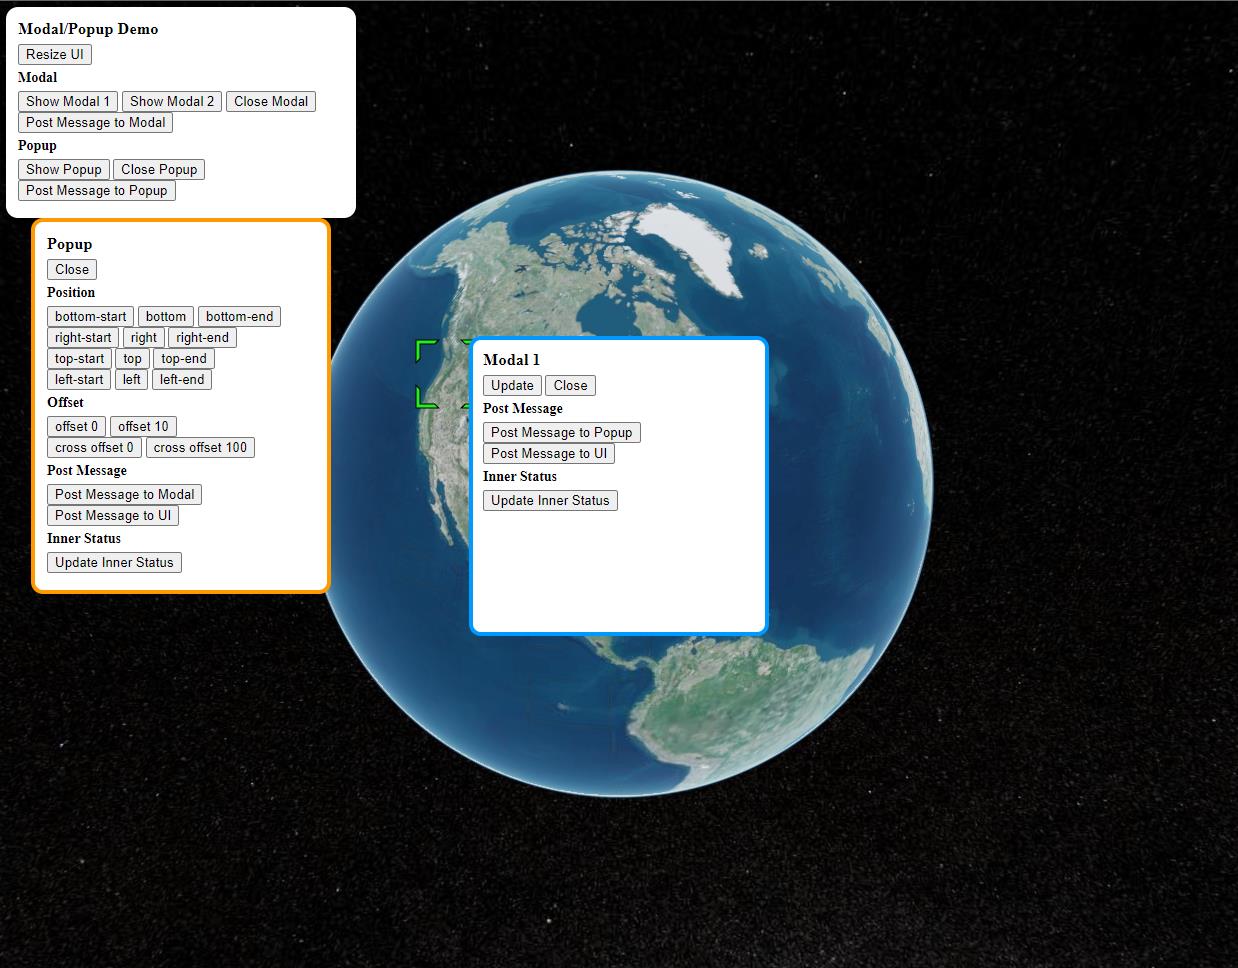 Modal/Popup Demo
Resize UI
Modal
Show Modal 1 Show Modal 2 Close Modal
Post Message to Modal
Popup
Show Popup Close Popup
Post Message to Popup
Popup
Close
Position
bottom-start bottom bottom-end
right-start right right-end
top-start top top-end
left-start left left-end
Offset
offset 0 offset 10
cross offset 0 cross offset 100
Post Message
Post Message to Modal
Post Message to UI
Inner Status
Update Inner Status
Modal 1
Update Close
Post Message
Post Message to Popup
Post Message to UI
Inner Status
Update Inner Status